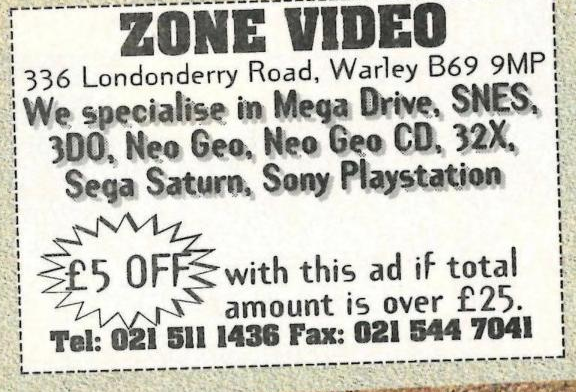 ZONE VIDEO
336 Londonderry Road, Warley B69 9MP
We specialise in Mega Drive, SNES,
3DO, Neo Geo, Neo Geo CD, 32X,
Sega Saturn, Sony Playstation
£5 OFF with this ad if total
amount is over £25.
Tel: 021 511 1436 Fax: 021 544 7041